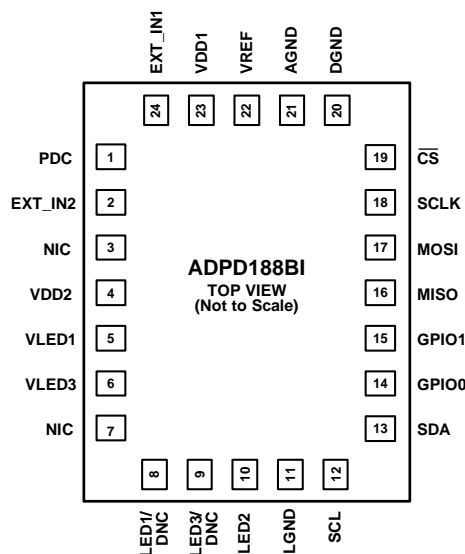 EXT_IN1
VDD1
VREF
AGND
DGND
24
23
22
21
20
PDC 1
19 CS
EXT_IN2 2
18 SCLK
NIC 3
17 MOSI
ADPD188BI
TOP VIEW
(Not to Scale)
VDD2 4
16 MISO
VLED1 5
15 GPIO1
VLED3 6
14 GPIO0
NIC 7
13 SDA
8
9
10
11
12
LED1/
DNC
LED3/
DNC
LED2
LGND
SCL